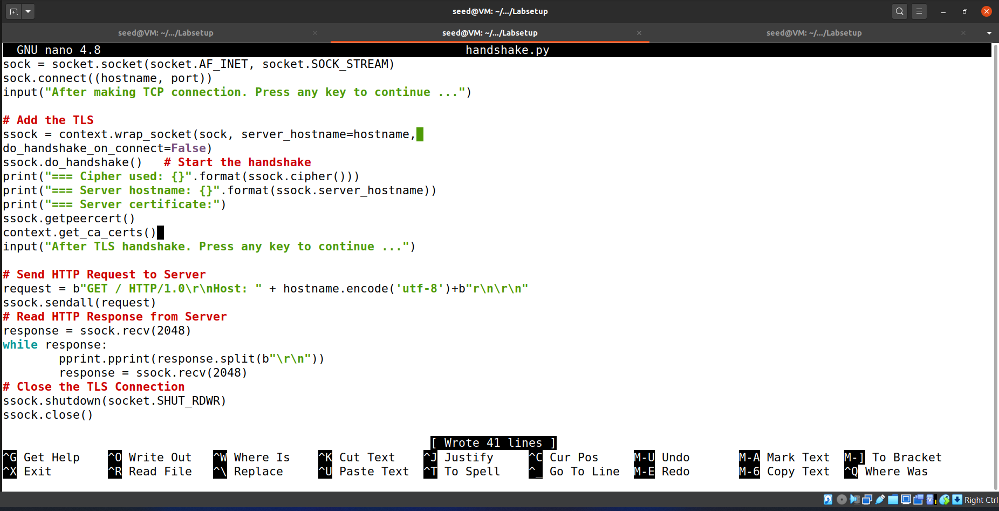 seed@VM: ~/.../Labsetup
seed@VM: ~/.../Labsetup
seed@VM: ~/.../Labsetup
seed@VM: ~/.../Labsetup
GNU nano 4.8 handshake.py
sock = socket.socket(socket.AF_INET, socket.SOCK_STREAM)
sock.connect((hostname, port))
input("After making TCP connection. Press any key to continue ...")
# Add the TLS
ssock = context.wrap_socket(sock, server_hostname=hostname,
do_handshake_on_connect=False)
ssock.do_handshake()   # Start the handshake
print("=== Cipher used: {}".format(ssock.cipher()))
print("=== Server hostname: {}".format(ssock.server_hostname))
print("=== Server certificate:")
ssock.getpeercert()
context.get_ca_certs()
input("After TLS handshake. Press any key to continue ...")
# Send HTTP Request to Server
request = b"GET / HTTP/1.0\r\nHost: " + hostname.encode('utf-8')+b"r\n\r\n"
ssock.sendall(request)
# Read HTTP Response from Server
response = ssock.recv(2048)
while response:
        pprint.pprint(response.split(b"\r\n"))
        response = ssock.recv(2048)
# Close the TLS Connection
ssock.shutdown(socket.SHUT_RDWR)
ssock.close()
[ Wrote 41 lines ]
^G Get Help ^O Write Out ^W Where Is ^K Cut Text ^J Justify ^C Cur Pos M-U Undo M-A Mark Text M-] To Bracket
^X Exit ^R Read File ^\ Replace ^U Paste Text ^T To Spell ^_ Go To Line M-E Redo M-6 Copy Text ^Q Where Was
Right Ctrl